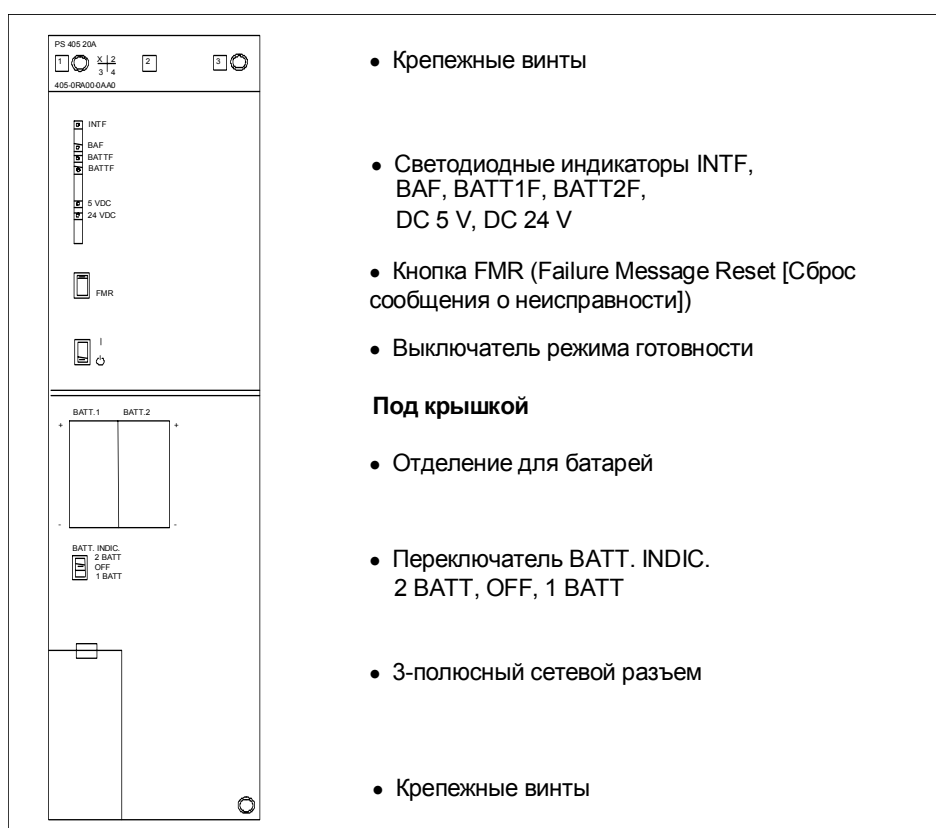 PS 405 20A
1 X 2 3 4 2 3
405-0RA00-0AA0
INTF
BAF
BATTF
BATTF
5 VDC
24 VDC
FMR
I
BATT.1 BATT.2
+ +
- -
BATT. INDIC.
2 BATT
OFF
1 BATT
• Крепежные винты
• Светодиодные индикаторы INTF,
BAF, BATT1F, BATT2F,
DC 5 V, DC 24 V
• Кнопка FMR (Failure Message Reset [Сброс
сообщения о неисправности])
• Выключатель режима готовности
Под крышкой
• Отделение для батарей
• Переключатель BATT. INDIC.
2 BATT, OFF, 1 BATT
• 3-полюсный сетевой разъем
• Крепежные винты